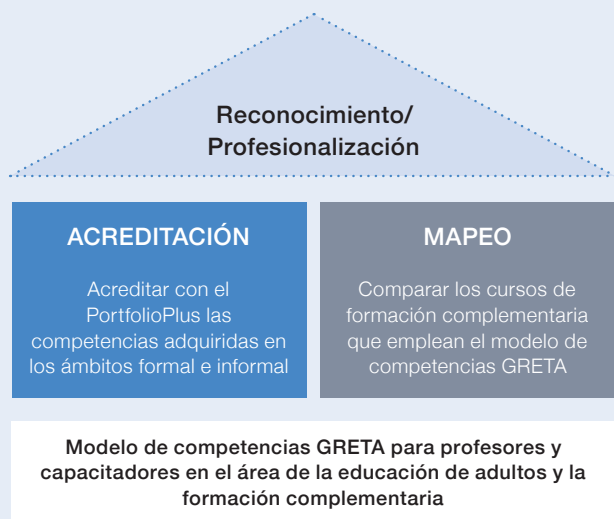 Reconocimiento/
Profesionalización
ACREDITACIÓN
Acreditar con el
PortfolioPlus las
competencias adquiridas en
los ámbitos formal e informal
MAPEO
Comparar los cursos de
formación complementaria
que emplean el modelo de
competencias GRETA
Modelo de competencias GRETA para profesores y
capacitadores en el área de la educación de adultos y la
formación complementaria